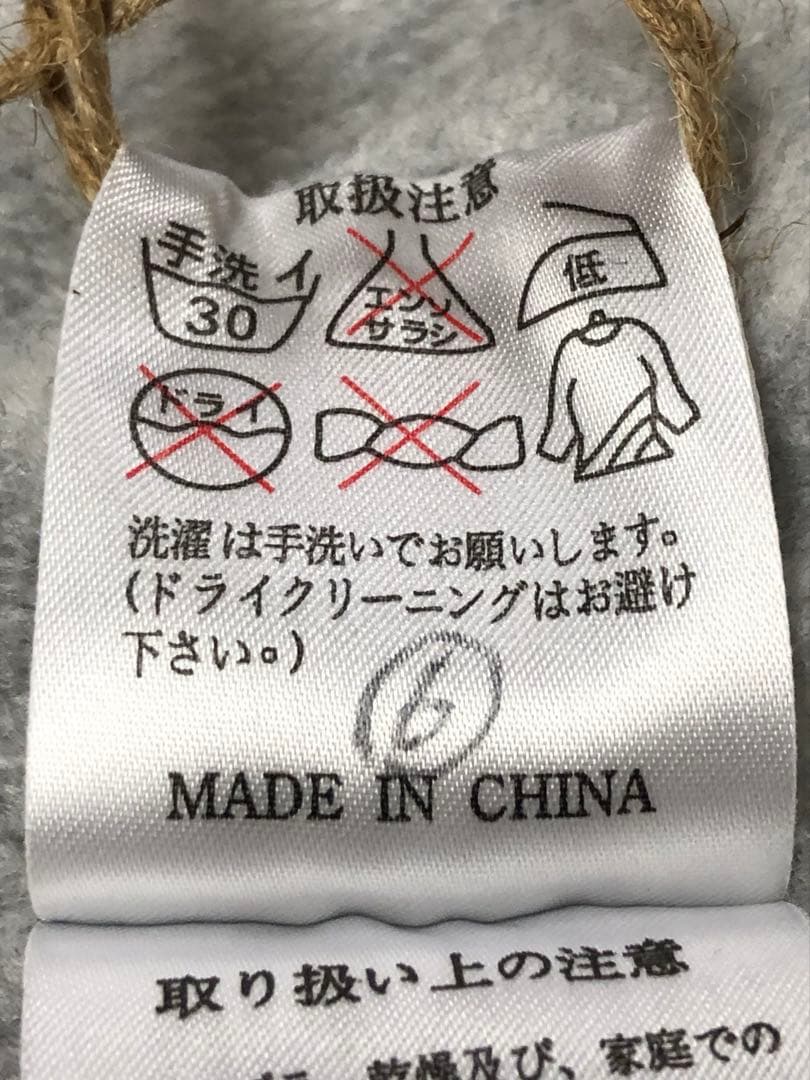 取扱注意
手洗イ
30
エンソ
サラシ
低
ドライ
洗濯は手洗いでお願いします。
(ドライクリーニングはお避け
下さい。)
6
MADE IN CHINA
取り扱い上の注意
乾燥及び、家庭での